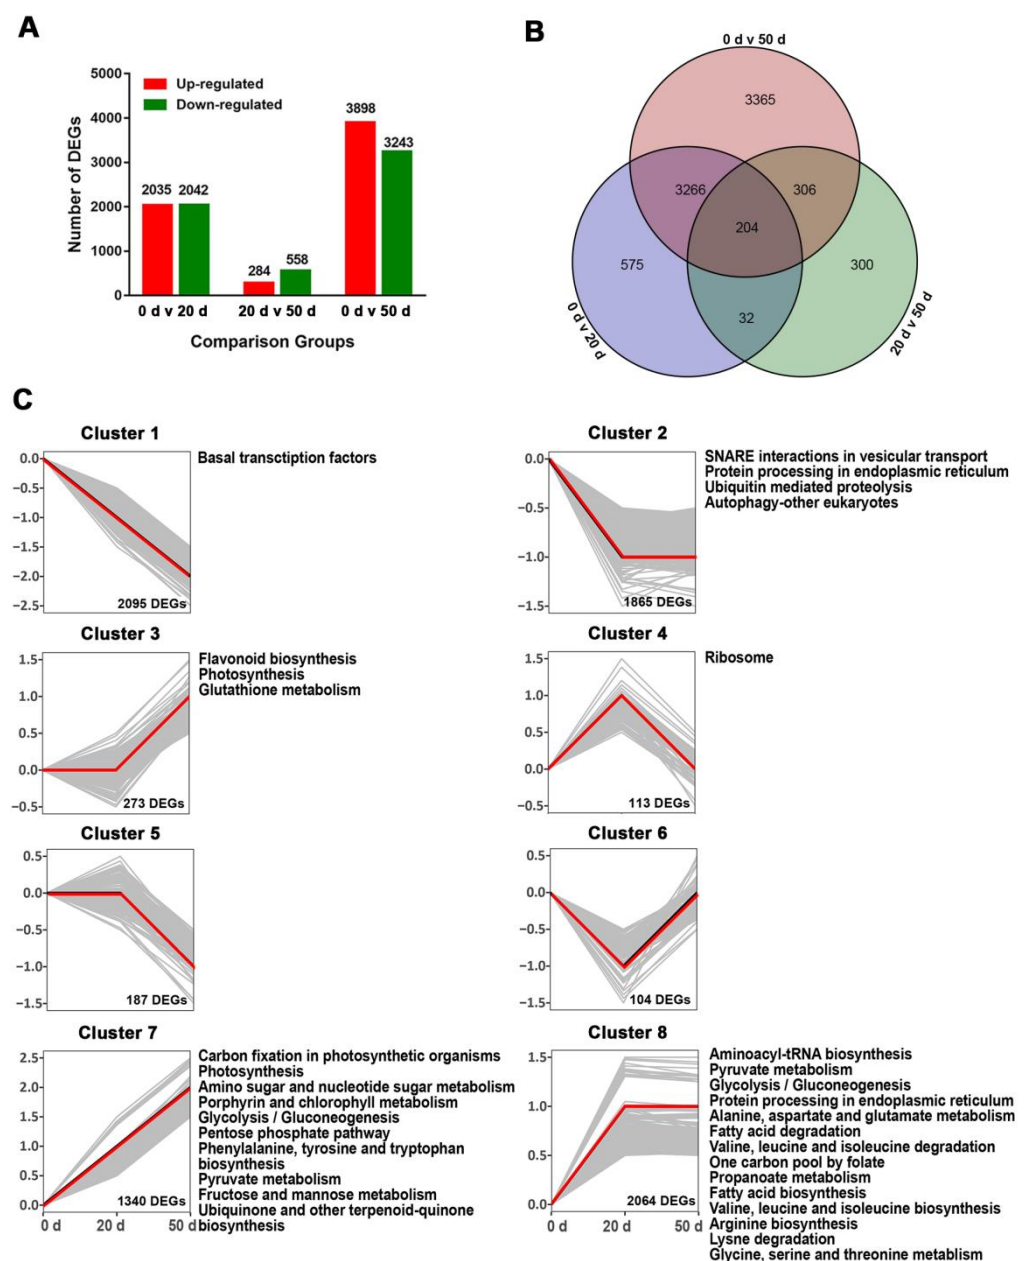 A
Number of DEGs
5000
4000
3000
2000
1000
0
Up-regulated
Down-regulated
2035
2042
284
558
3898
3243
0 d v 20 d
20 d v 50 d
0 d v 50 d
Comparison Groups
B
0 d v 50 d
3365
3266
306
204
575
300
32
0 d v 20 d
20 d v 50 d
C
Cluster 1
0.0
−0.5
−1.0
−1.5
−2.0
−2.5
2095 DEGs
Basal transctiption factors
Cluster 2
0.0
−0.5
−1.0
−1.5
1865 DEGs
SNARE interactions in vesicular transport
Protein processing in endoplasmic reticulum
Ubiquitin mediated proteolysis
Autophagy-other eukaryotes
Cluster 3
1.5
1.0
0.5
0.0
−0.5
273 DEGs
Flavonoid biosynthesis
Photosynthesis
Glutathione metabolism
Cluster 4
1.5
1.0
0.5
0.0
−0.5
113 DEGs
Ribosome
Cluster 5
0.5
0.0
−0.5
−1.0
−1.5
187 DEGs
Cluster 6
0.5
0.0
−0.5
−1.0
−1.5
104 DEGs
Cluster 7
2.5
2.0
1.5
1.0
0.5
0.0
1340 DEGs
0 d
20 d
50 d
Carbon fixation in photosynthetic organisms
Photosynthesis
Amino sugar and nucleotide sugar metabolism
Porphyrin and chlorophyll metabolism
Glycolysis / Gluconeogenesis
Pentose phosphate pathway
Phenylalanine, tyrosine and tryptophan
biosynthesis
Pyruvate metabolism
Fructose and mannose metabolism
Ubiquinone and other terpenoid-quinone
biosynthesis
Cluster 8
1.5
1.0
0.5
0.0
2064 DEGs
0 d
20 d
50 d
Aminoacyl-tRNA biosynthesis
Pyruvate metabolism
Glycolysis / Gluconeogenesis
Protein processing in endoplasmic reticulum
Alanine, aspartate and glutamate metabolism
Fatty acid degradation
Valine, leucine and isoleucine degradation
One carbon pool by folate
Propanoate metabolism
Fatty acid biosynthesis
Valine, leucine and isoleucine biosynthesis
Arginine biosynthesis
Lysne degradation
Glycine, serine and threonine metablism